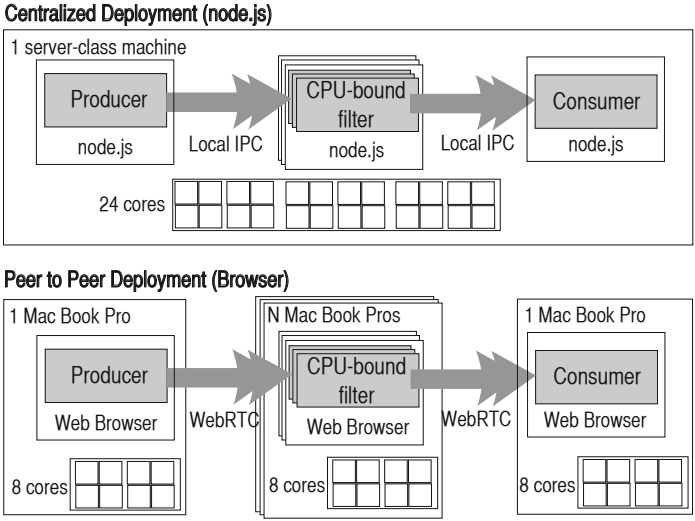 Centralized Deployment (node.js)
1 server-class machine
Producer
node.js
Local IPC
CPU-bound
filter
node.js
Local IPC
Consumer
node.js
24 cores
Peer to Peer Deployment (Browser)
1 Mac Book Pro
Producer
Web Browser
8 cores
WebRTC
N Mac Book Pros
CPU-bound
filter
Web Browser
8 cores
WebRTC
1 Mac Book Pro
Consumer
Web Browser
8 cores